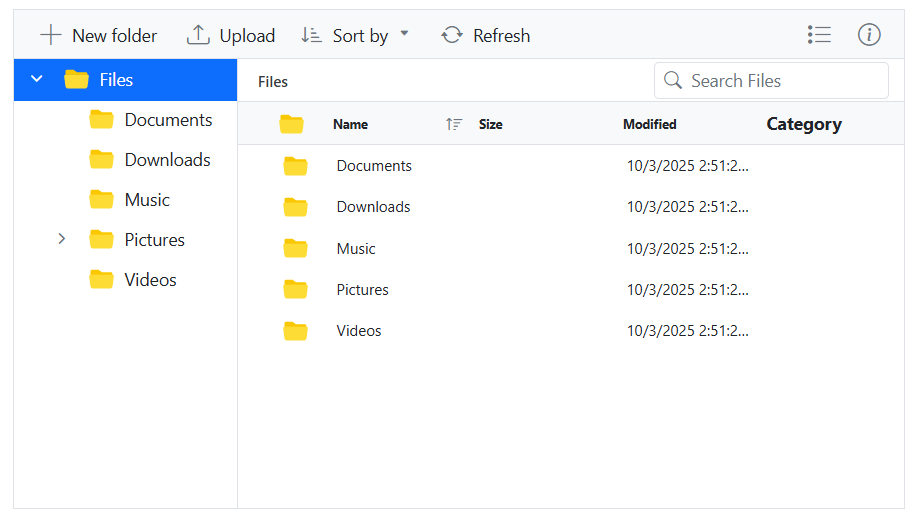 New folder Upload Sort by Refresh
Files
Documents
Downloads
Music
Pictures
Videos
Files Search Files
Name Size Modified Category
Documents 10/3/2025 2:51:2...
Downloads 10/3/2025 2:51:2...
Music 10/3/2025 2:51:2...
Pictures 10/3/2025 2:51:2...
Videos 10/3/2025 2:51:2...